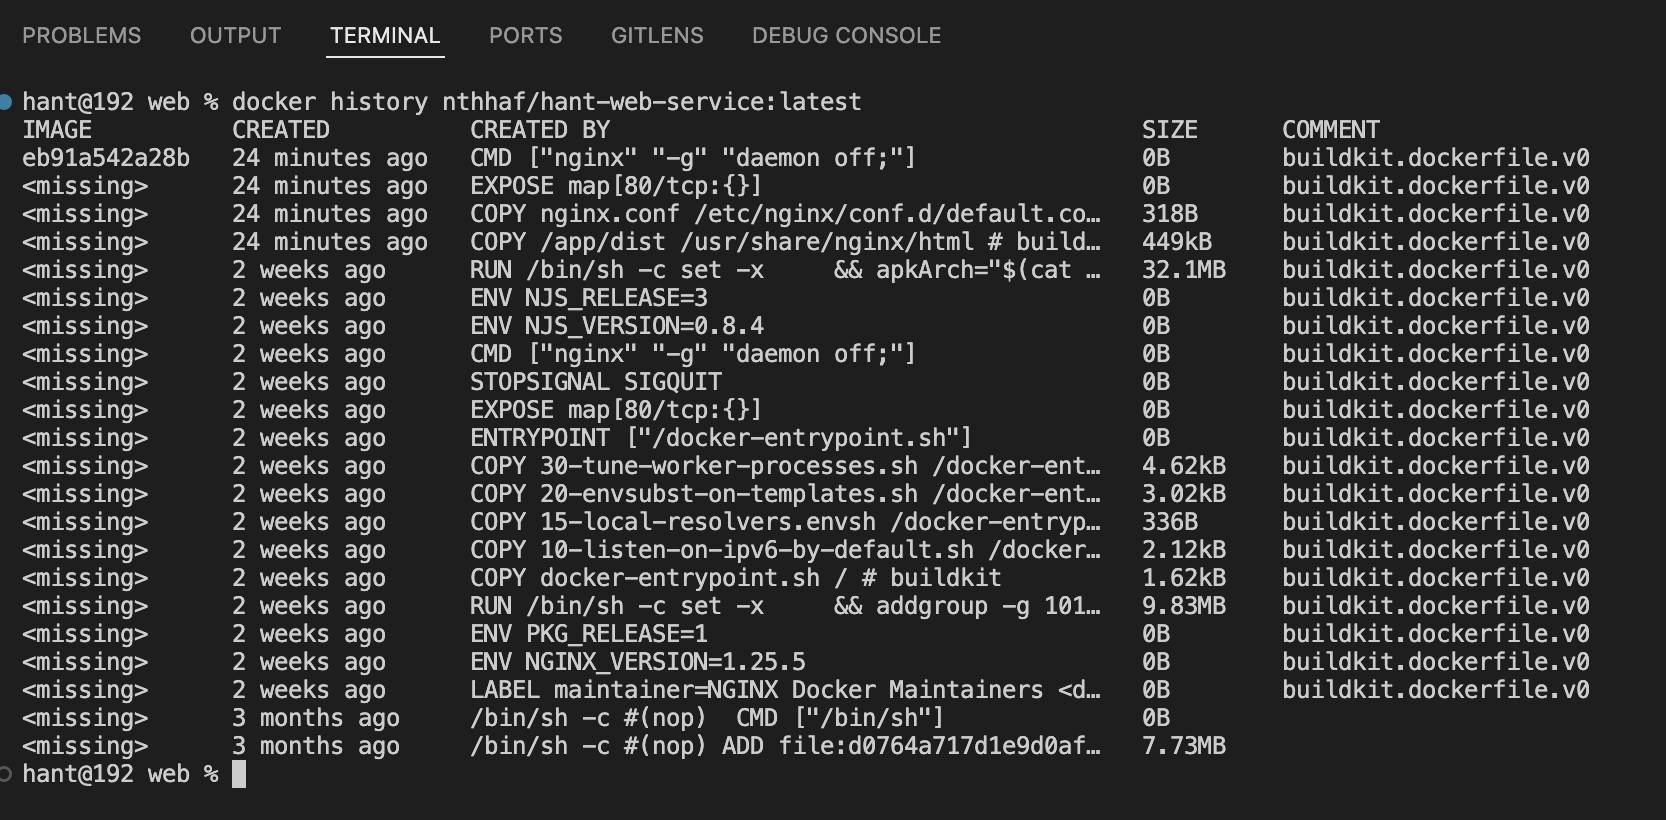 PROBLEMS OUTPUT TERMINAL PORTS GITLENS DEBUG CONSOLE
hant@192 web % docker history nthhaf/hant-web-service:latest
IMAGE CREATED CREATED BY SIZE COMMENT
eb91a542a28b 24 minutes ago CMD ["nginx" "-g" "daemon off;"] 0B buildkit.dockerfile.v0
<missing> 24 minutes ago EXPOSE map[80/tcp:{}] 0B buildkit.dockerfile.v0
<missing> 24 minutes ago COPY nginx.conf /etc/nginx/conf.d/default.co… 318B buildkit.dockerfile.v0
<missing> 24 minutes ago COPY /app/dist /usr/share/nginx/html # build… 449kB buildkit.dockerfile.v0
<missing> 2 weeks ago RUN /bin/sh -c set -x && apkArch="$(cat … 32.1MB buildkit.dockerfile.v0
<missing> 2 weeks ago ENV NJS_RELEASE=3 0B buildkit.dockerfile.v0
<missing> 2 weeks ago ENV NJS_VERSION=0.8.4 0B buildkit.dockerfile.v0
<missing> 2 weeks ago CMD ["nginx" "-g" "daemon off;"] 0B buildkit.dockerfile.v0
<missing> 2 weeks ago STOPSIGNAL SIGQUIT 0B buildkit.dockerfile.v0
<missing> 2 weeks ago EXPOSE map[80/tcp:{}] 0B buildkit.dockerfile.v0
<missing> 2 weeks ago ENTRYPOINT ["/docker-entrypoint.sh"] 0B buildkit.dockerfile.v0
<missing> 2 weeks ago COPY 30-tune-worker-processes.sh /docker-ent… 4.62kB buildkit.dockerfile.v0
<missing> 2 weeks ago COPY 20-envsubst-on-templates.sh /docker-ent… 3.02kB buildkit.dockerfile.v0
<missing> 2 weeks ago COPY 15-local-resolvers.envsh /docker-entryp… 336B buildkit.dockerfile.v0
<missing> 2 weeks ago COPY 10-listen-on-ipv6-by-default.sh /docker… 2.12kB buildkit.dockerfile.v0
<missing> 2 weeks ago COPY docker-entrypoint.sh / # buildkit 1.62kB buildkit.dockerfile.v0
<missing> 2 weeks ago RUN /bin/sh -c set -x && addgroup -g 101… 9.83MB buildkit.dockerfile.v0
<missing> 2 weeks ago ENV PKG_RELEASE=1 0B buildkit.dockerfile.v0
<missing> 2 weeks ago ENV NGINX_VERSION=1.25.5 0B buildkit.dockerfile.v0
<missing> 2 weeks ago LABEL maintainer=NGINX Docker Maintainers <d… 0B buildkit.dockerfile.v0
<missing> 3 months ago /bin/sh -c #(nop) CMD ["/bin/sh"] 0B
<missing> 3 months ago /bin/sh -c #(nop) ADD file:d0764a717d1e9d0af… 7.73MB
hant@192 web %